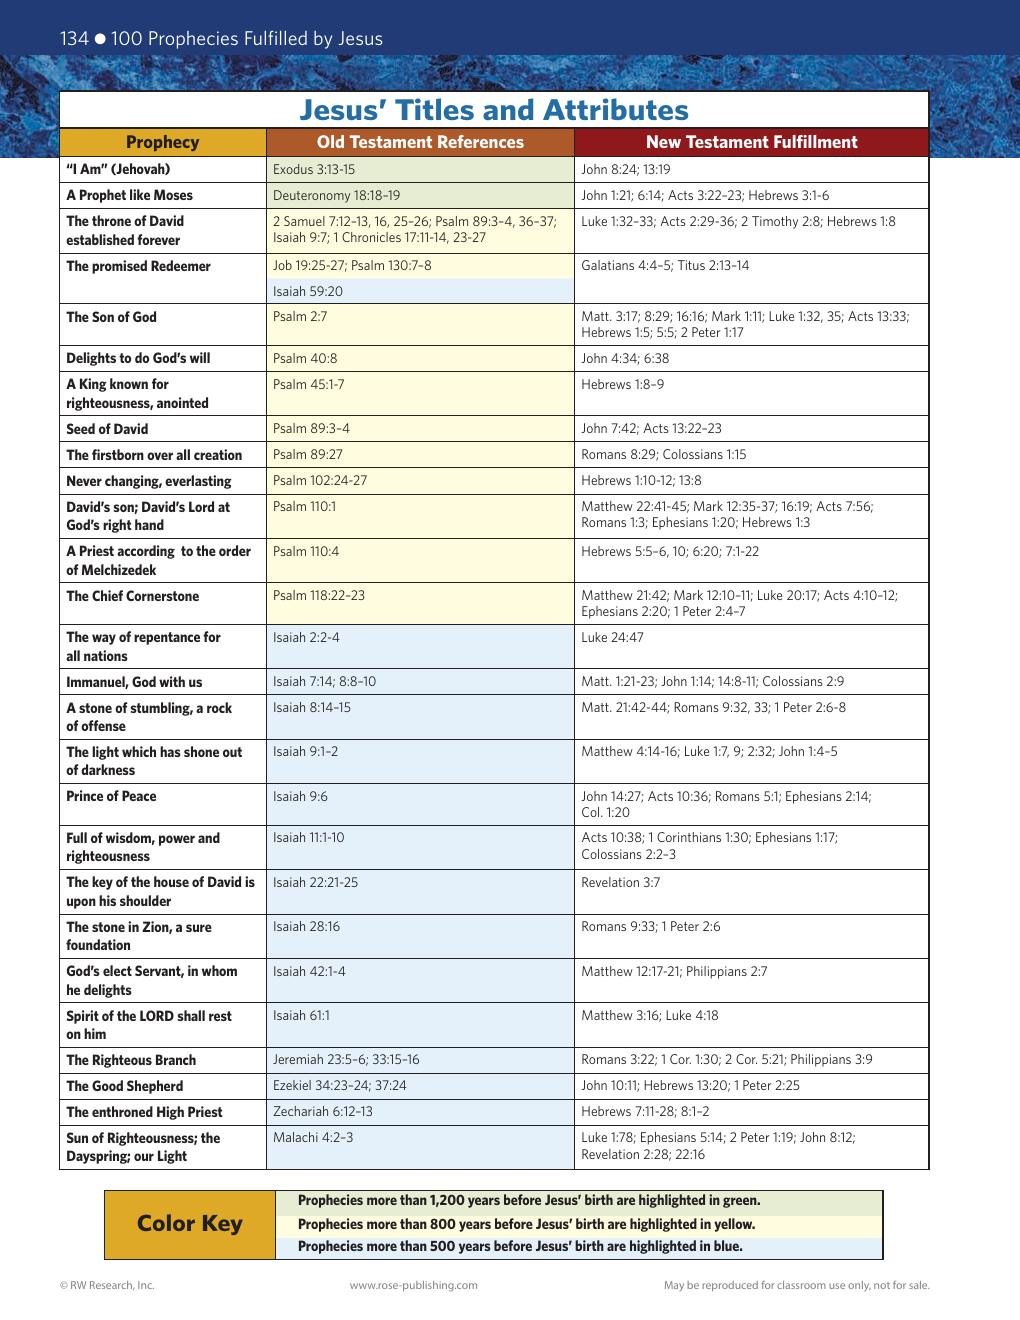 134 ● 100 Prophecies Fulfilled by Jesus
Jesus’ Titles and Attributes
Prophecy Old Testament References New Testament Fulfillment
“I Am” (Jehovah) Exodus 3:13-15 John 8:24; 13:19
A Prophet like Moses Deuteronomy 18:18–19 John 1:21; 6:14; Acts 3:22–23; Hebrews 3:1-6
The throne of David 2 Samuel 7:12–13, 16, 25–26; Psalm 89:3–4, 36–37; Luke 1:32–33; Acts 2:29-36; 2 Timothy 2:8; Hebrews 1:8
established forever Isaiah 9:7; 1 Chronicles 17:11-14, 23-27
The promised Redeemer Job 19:25-27; Psalm 130:7–8 Galatians 4:4–5; Titus 2:13–14
Isaiah 59:20
The Son of God Psalm 2:7 Matt. 3:17; 8:29; 16:16; Mark 1:11; Luke 1:32, 35; Acts 13:33;
Hebrews 1:5; 5:5; 2 Peter 1:17
Delights to do God’s will Psalm 40:8 John 4:34; 6:38
A King known for Psalm 45:1-7 Hebrews 1:8–9
righteousness, anointed
Seed of David Psalm 89:3–4 John 7:42; Acts 13:22–23
The firstborn over all creation Psalm 89:27 Romans 8:29; Colossians 1:15
Never changing, everlasting Psalm 102:24-27 Hebrews 1:10-12; 13:8
David’s son; David’s Lord at Psalm 110:1 Matthew 22:41-45; Mark 12:35-37; 16:19; Acts 7:56;
God’s right hand Romans 1:3; Ephesians 1:20; Hebrews 1:3
A Priest according to the order Psalm 110:4 Hebrews 5:5–6, 10; 6:20; 7:1-22
of Melchizedek
The Chief Cornerstone Psalm 118:22–23 Matthew 21:42; Mark 12:10–11; Luke 20:17; Acts 4:10–12;
Ephesians 2:20; 1 Peter 2:4–7
The way of repentance for Isaiah 2:2-4 Luke 24:47
all nations
Immanuel, God with us Isaiah 7:14; 8:8–10 Matt. 1:21-23; John 1:14; 14:8-11; Colossians 2:9
A stone of stumbling, a rock Isaiah 8:14–15 Matt. 21:42-44; Romans 9:32, 33; 1 Peter 2:6-8
of offense
The light which has shone out Isaiah 9:1–2 Matthew 4:14-16; Luke 1:7, 9; 2:32; John 1:4–5
of darkness
Prince of Peace Isaiah 9:6 John 14:27; Acts 10:36; Romans 5:1; Ephesians 2:14;
Col. 1:20
Full of wisdom, power and Isaiah 11:1-10 Acts 10:38; 1 Corinthians 1:30; Ephesians 1:17;
righteousness Colossians 2:2–3
The key of the house of David is Isaiah 22:21-25 Revelation 3:7
upon his shoulder
The stone in Zion, a sure Isaiah 28:16 Romans 9:33; 1 Peter 2:6
foundation
God’s elect Servant, in whom Isaiah 42:1-4 Matthew 12:17-21; Philippians 2:7
he delights
Spirit of the LORD shall rest Isaiah 61:1 Matthew 3:16; Luke 4:18
on him
The Righteous Branch Jeremiah 23:5–6; 33:15–16 Romans 3:22; 1 Cor. 1:30; 2 Cor. 5:21; Philippians 3:9
The Good Shepherd Ezekiel 34:23–24; 37:24 John 10:11; Hebrews 13:20; 1 Peter 2:25
The enthroned High Priest Zechariah 6:12–13 Hebrews 7:11-28; 8:1–2
Sun of Righteousness; the Malachi 4:2–3 Luke 1:78; Ephesians 5:14; 2 Peter 1:19; John 8:12;
Dayspring; our Light Revelation 2:28; 22:16
Color Key
Prophecies more than 1,200 years before Jesus’ birth are highlighted in green.
Prophecies more than 800 years before Jesus’ birth are highlighted in yellow.
Prophecies more than 500 years before Jesus’ birth are highlighted in blue.
© RW Research, Inc. www.rose-publishing.com May be reproduced for classroom use only, not for sale.